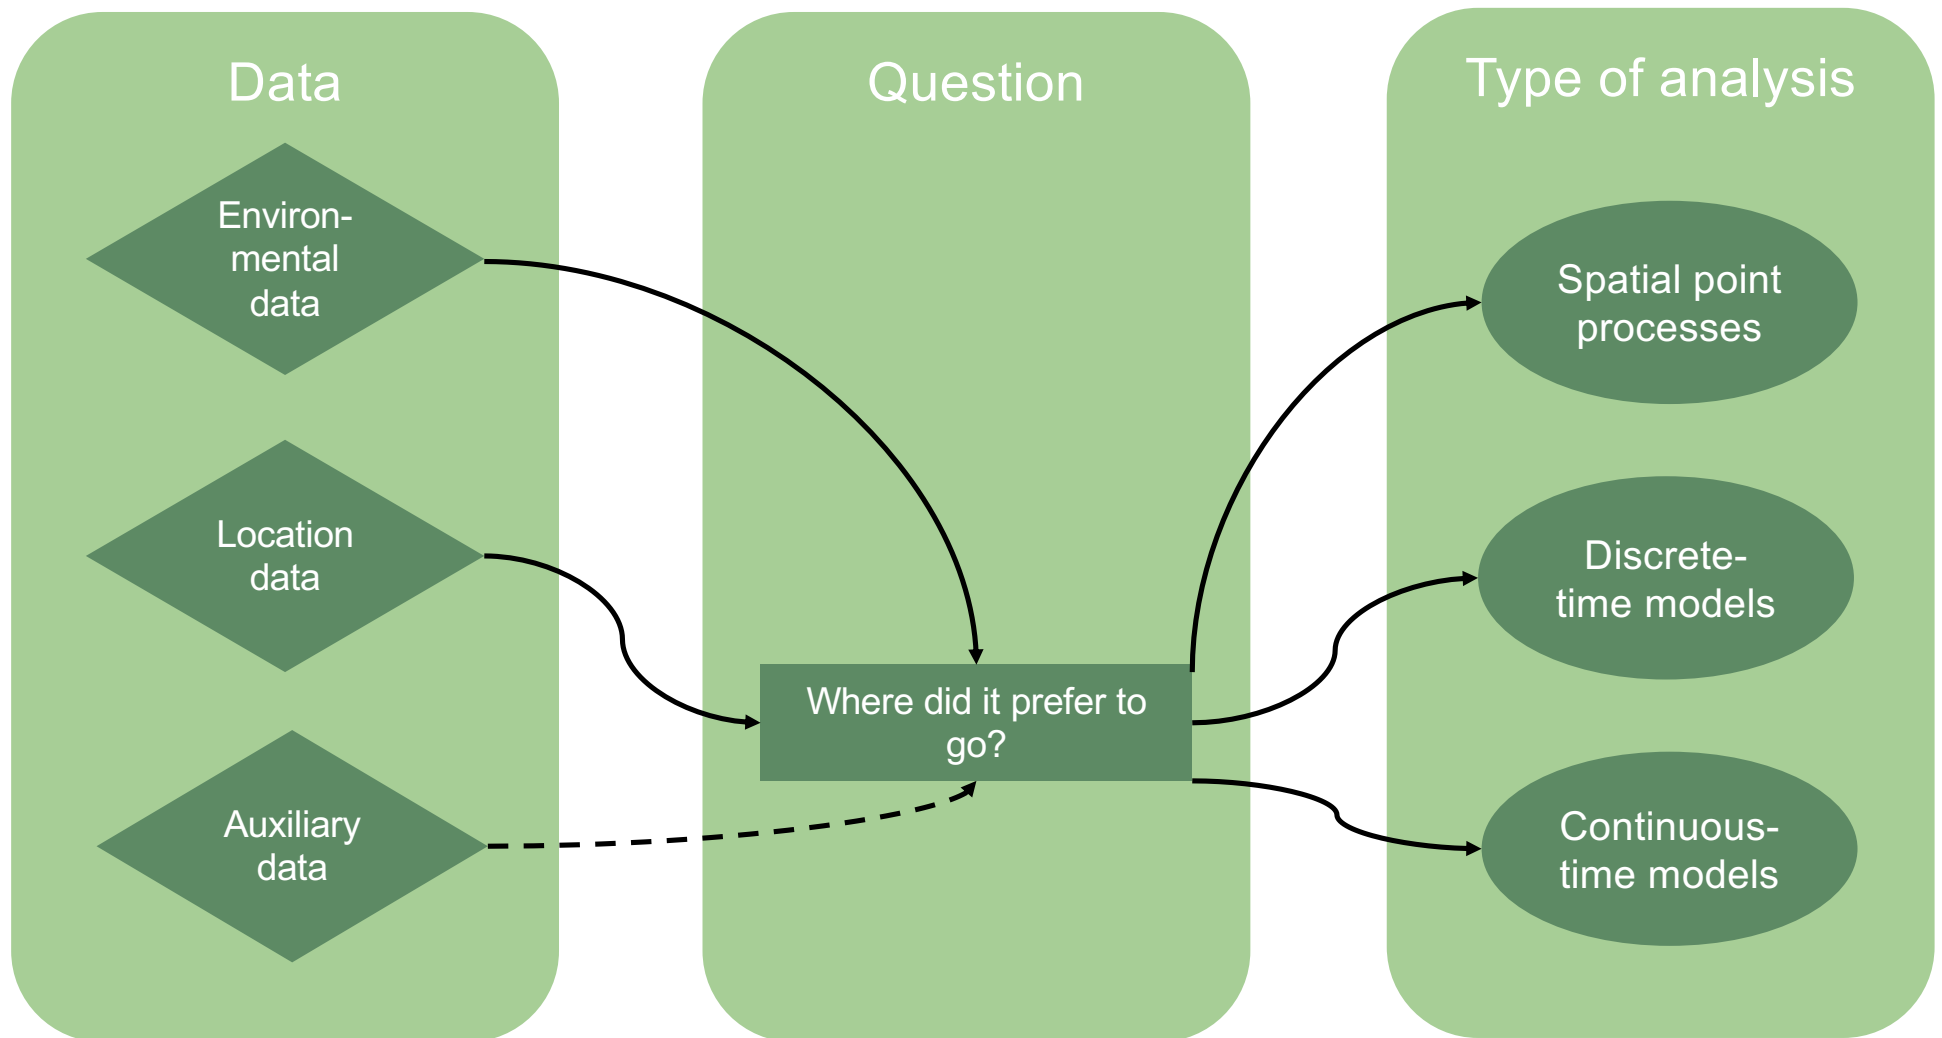 Data
Environ-
mental
data
Location
data
Auxiliary
data
Question
Where did it prefer to
go?
Type of analysis
Spatial point
processes
Discrete-
time models
Continuous-
time models